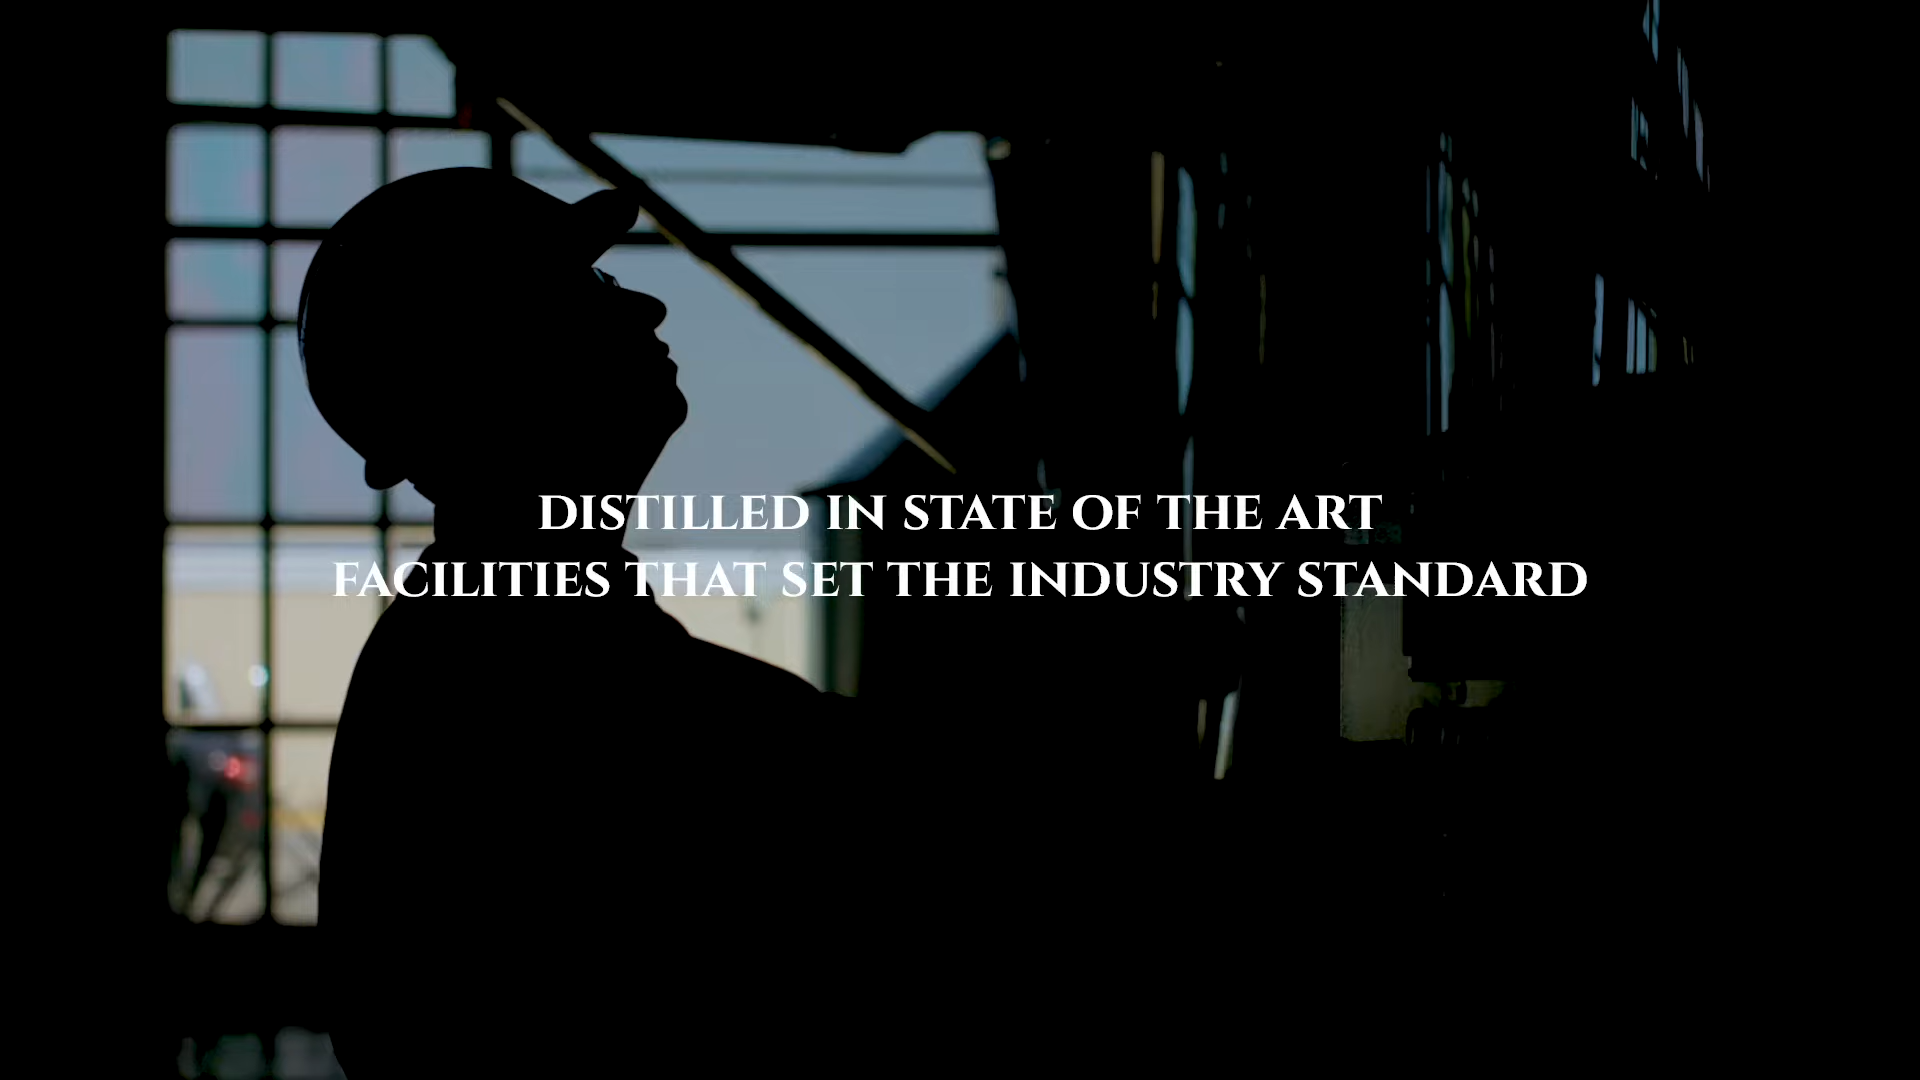 DISTILLED IN STATE OF THE ART
FACILITIES THAT SET THE INDUSTRY STANDARD